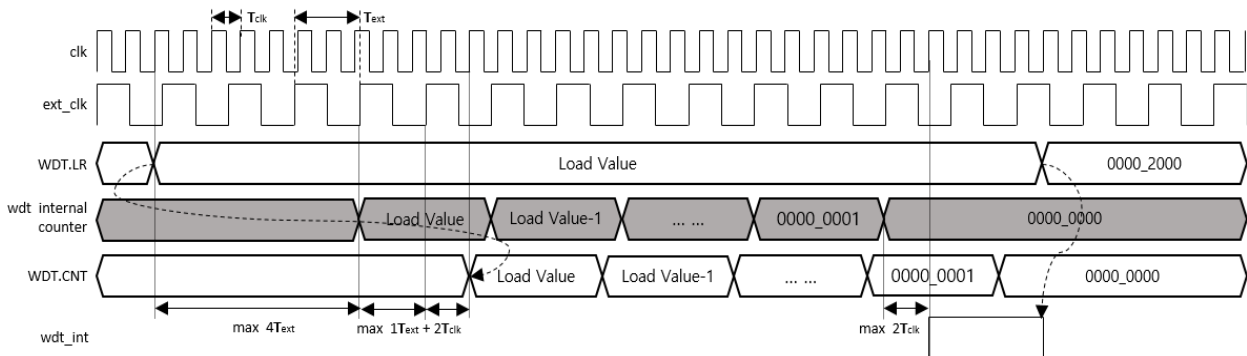 Tclk
Text
clk
ext_clk
WDT.LR
Load Value
0000_2000
wdt internal
counter
Load Value
Load Value-1
... ...
0000_0001
0000_0000
WDT.CNT
Load Value
Load Value-1
... ...
0000_0001
0000_0000
max 4Text
max 1Text + 2Tclk
max 2Tclk
wdt_int